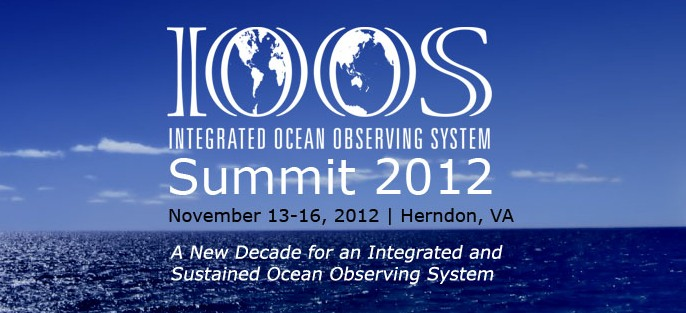 IOOS
INTEGRATED OCEAN OBSERVING SYSTEM
Summit 2012
November 13-16, 2012 | Herndon, VA
A New Decade for an Integrated and
Sustained Ocean Observing System